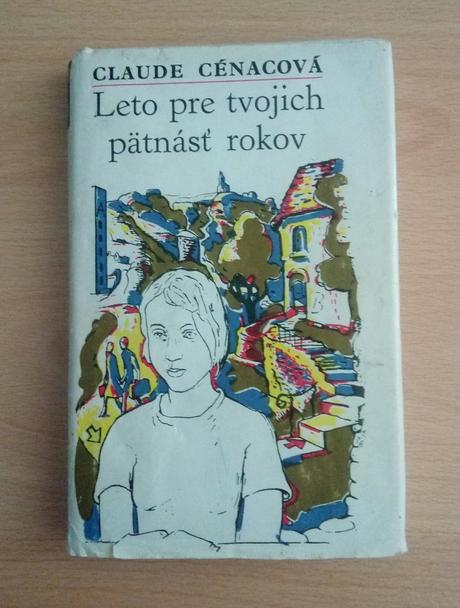 CLAUDE CÉNACOVÁ
Leto pre tvojich
pätnásť rokov